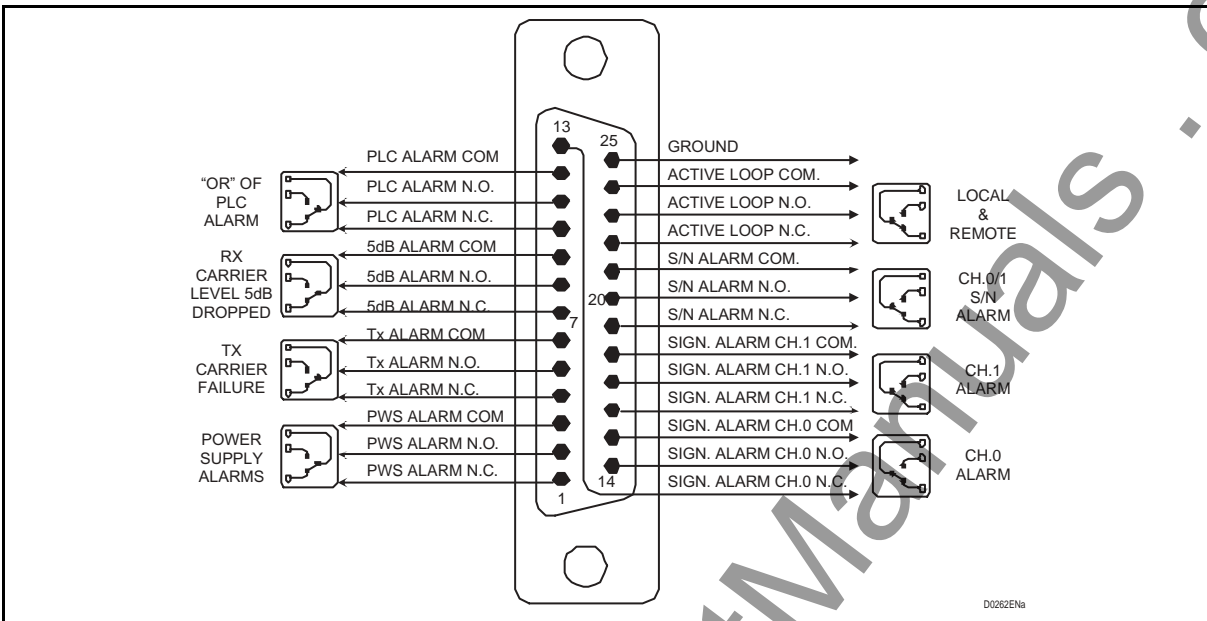 13
25
PLC ALARM COM
PLC ALARM N.O.
PLC ALARM N.C.
5dB ALARM COM
5dB ALARM N.O.
5dB ALARM N.C.
7
Tx ALARM COM
Tx ALARM N.O.
Tx ALARM N.C.
PWS ALARM COM
PWS ALARM N.O.
PWS ALARM N.C.
1
"OR" OF
PLC
ALARM
RX
CARRIER
LEVEL 5dB
DROPPED
TX
CARRIER
FAILURE
POWER
SUPPLY
ALARMS
GROUND
ACTIVE LOOP COM.
ACTIVE LOOP N.O.
ACTIVE LOOP N.C.
S/N ALARM COM.
20
S/N ALARM N.O.
S/N ALARM N.C.
SIGN. ALARM CH.1 COM.
SIGN. ALARM CH.1 N.O.
SIGN. ALARM CH.1 N.C.
SIGN. ALARM CH.0 COM
SIGN. ALARM CH.0 N.O.
14
SIGN. ALARM CH.0 N.C.
LOCAL
&
REMOTE
CH.0/1
S/N
ALARM
CH.1
ALARM
CH.0
ALARM
D0262ENa